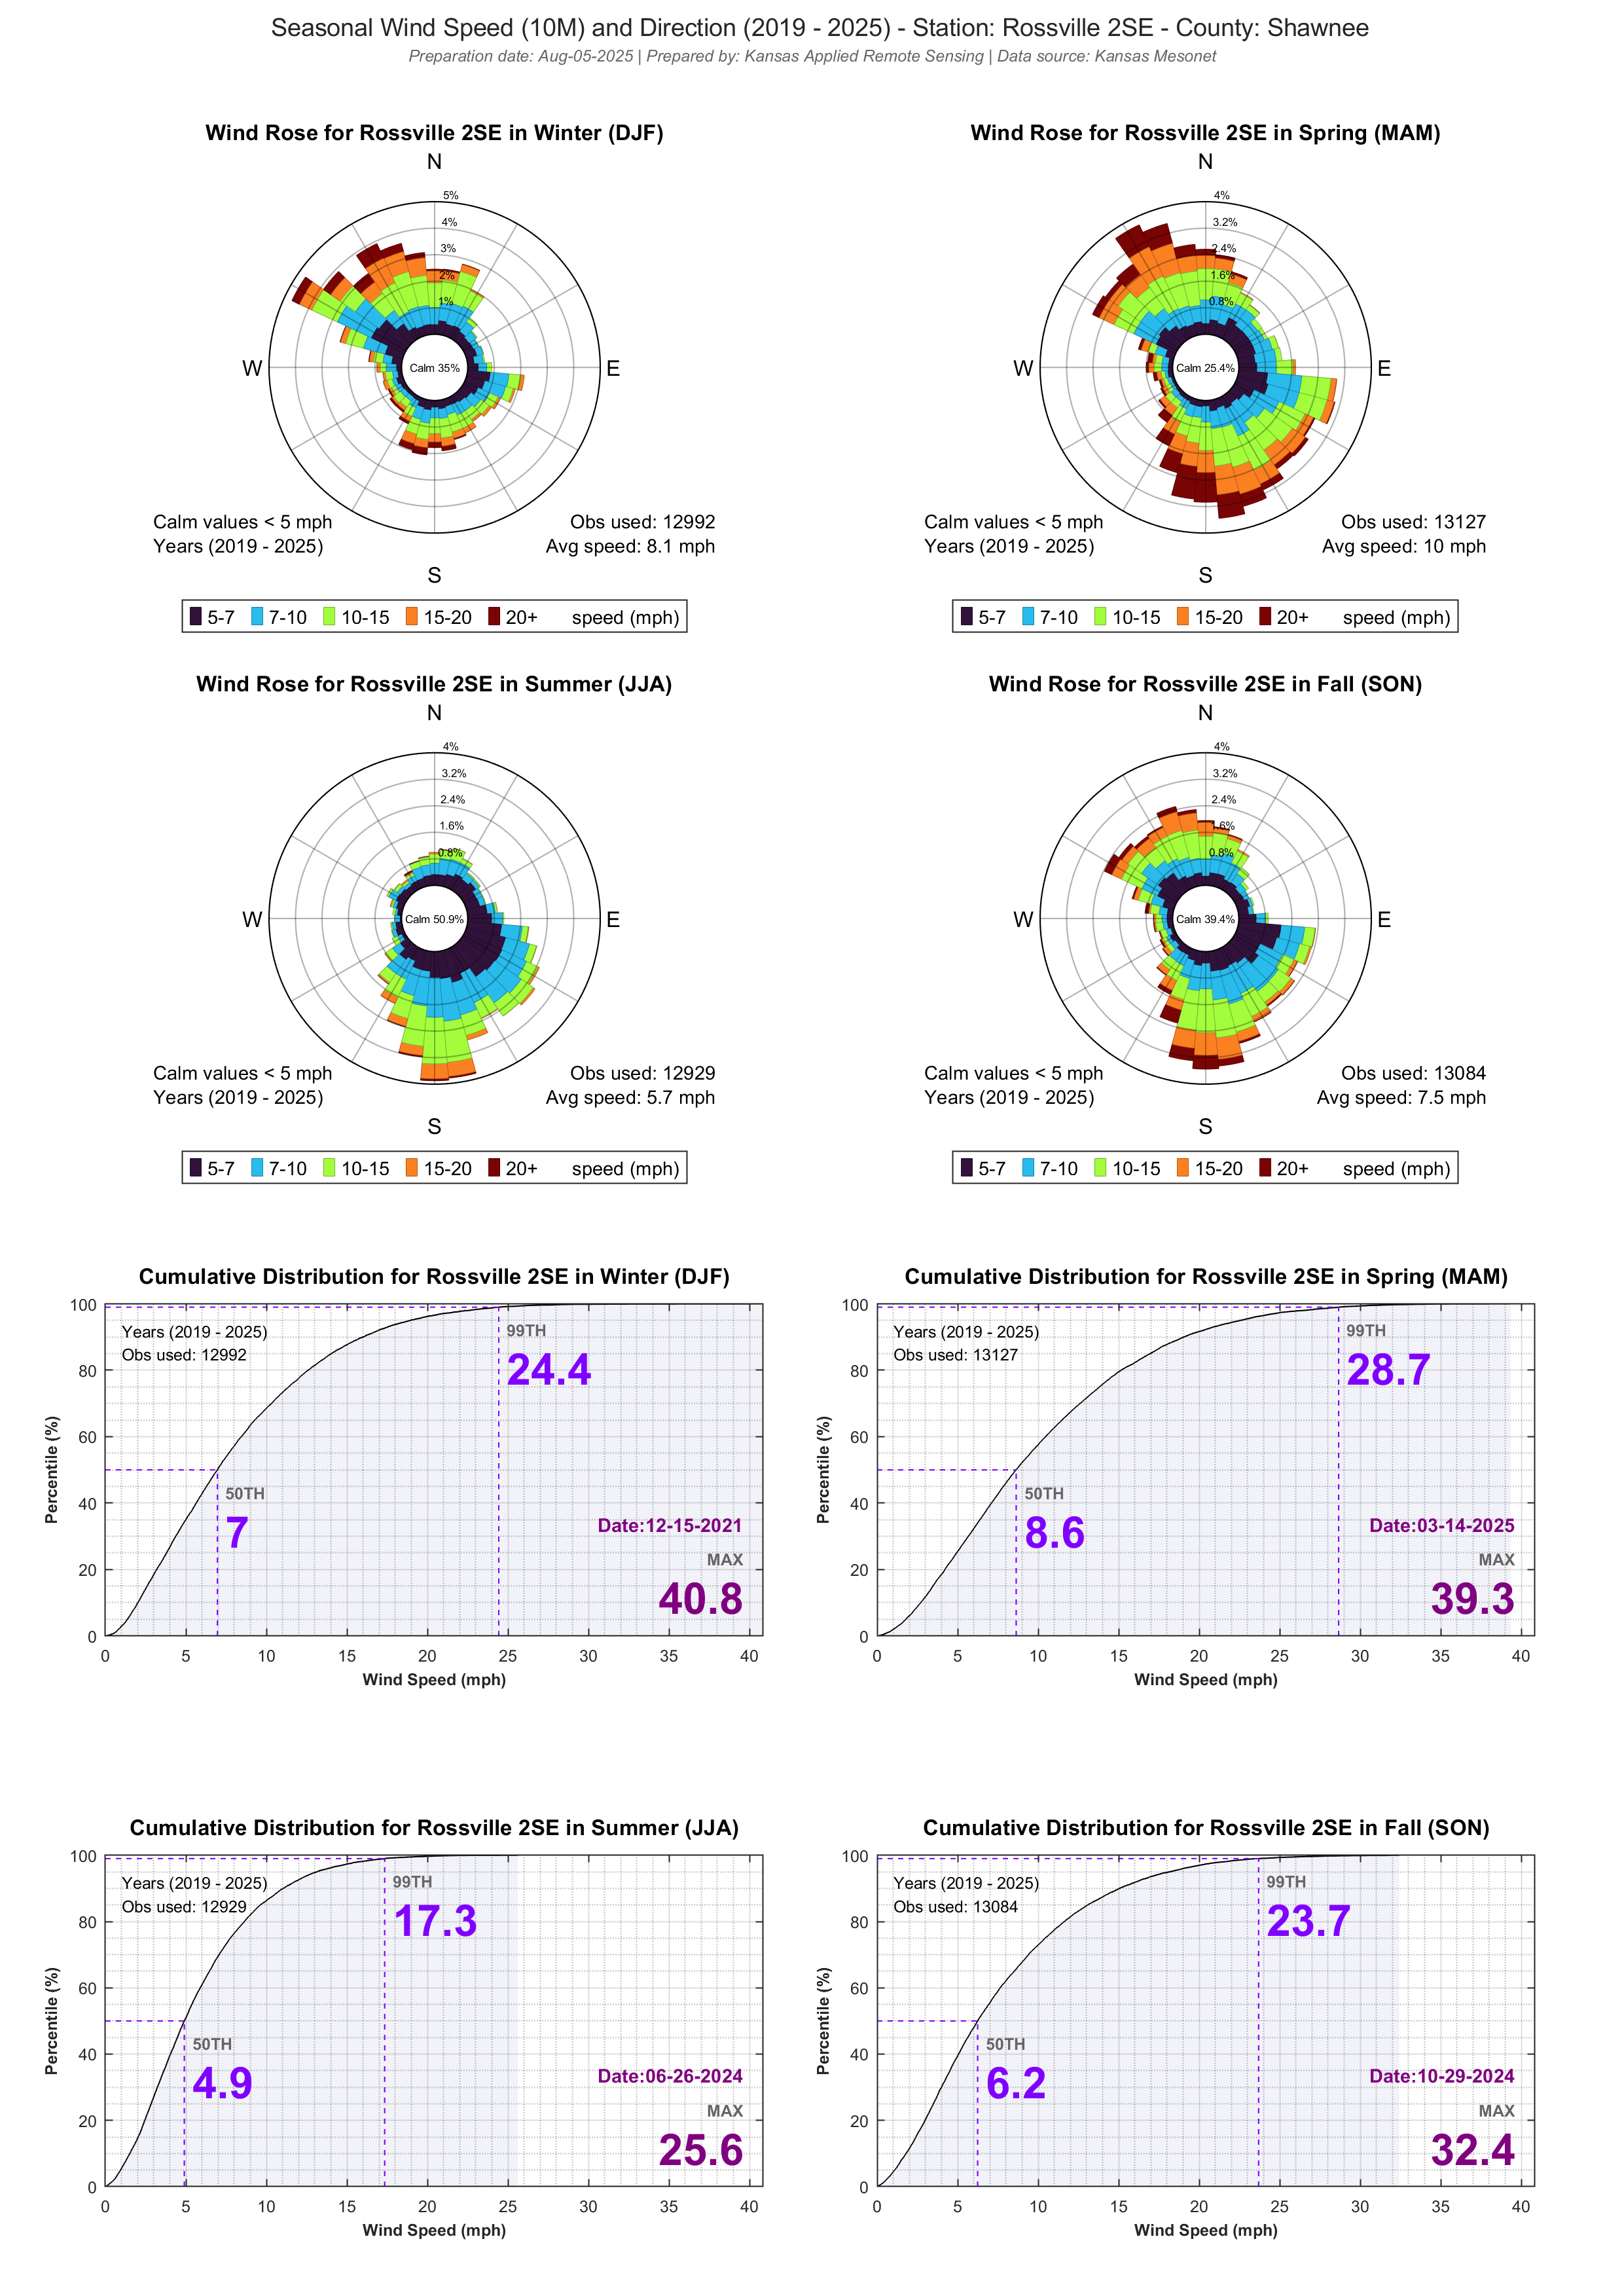 Seasonal Wind Speed (10M) and Direction (2019 - 2025) - Station: Rossville 2SE - County: Shawnee
Preparation date: Aug-05-2025 | Prepared by: Kansas Applied Remote Sensing | Data source: Kansas Mesonet
Wind Rose for Rossville 2SE in Winter (DJF)
N
5%
4%
3%
2%
1%
W
Calm 35%
E
Calm values < 5 mph
Years (2019 - 2025)
Obs used: 12992
Avg speed: 8.1 mph
S
5-7 7-10 10-15 15-20 20+ speed (mph)
Wind Rose for Rossville 2SE in Spring (MAM)
N
4%
3.2%
2.4%
1.6%
0.8%
W
Calm 25.4%
E
Calm values < 5 mph
Years (2019 - 2025)
Obs used: 13127
Avg speed: 10 mph
S
5-7 7-10 10-15 15-20 20+ speed (mph)
Wind Rose for Rossville 2SE in Summer (JJA)
N
4%
3.2%
2.4%
1.6%
0.8%
W
Calm 50.9%
E
Calm values < 5 mph
Years (2019 - 2025)
Obs used: 12929
Avg speed: 5.7 mph
S
5-7 7-10 10-15 15-20 20+ speed (mph)
Wind Rose for Rossville 2SE in Fall (SON)
N
4%
3.2%
2.4%
1.6%
0.8%
W
Calm 39.4%
E
Calm values < 5 mph
Years (2019 - 2025)
Obs used: 13084
Avg speed: 7.5 mph
S
5-7 7-10 10-15 15-20 20+ speed (mph)
Cumulative Distribution for Rossville 2SE in Winter (DJF)
Percentile (%)
100
80
60
40
20
0
Years (2019 - 2025)
Obs used: 12992
99TH
24.4
50TH
7
Date:12-15-2021
MAX
40.8
0 5 10 15 20 25 30 35 40
Wind Speed (mph)
Cumulative Distribution for Rossville 2SE in Spring (MAM)
Percentile (%)
100
80
60
40
20
0
Years (2019 - 2025)
Obs used: 13127
99TH
28.7
50TH
8.6
Date:03-14-2025
MAX
39.3
0 5 10 15 20 25 30 35 40
Wind Speed (mph)
Cumulative Distribution for Rossville 2SE in Summer (JJA)
Percentile (%)
100
80
60
40
20
0
Years (2019 - 2025)
Obs used: 12929
99TH
17.3
50TH
4.9
Date:06-26-2024
MAX
25.6
0 5 10 15 20 25 30 35 40
Wind Speed (mph)
Cumulative Distribution for Rossville 2SE in Fall (SON)
Percentile (%)
100
80
60
40
20
0
Years (2019 - 2025)
Obs used: 13084
99TH
23.7
50TH
6.2
Date:10-29-2024
MAX
32.4
0 5 10 15 20 25 30 35 40
Wind Speed (mph)